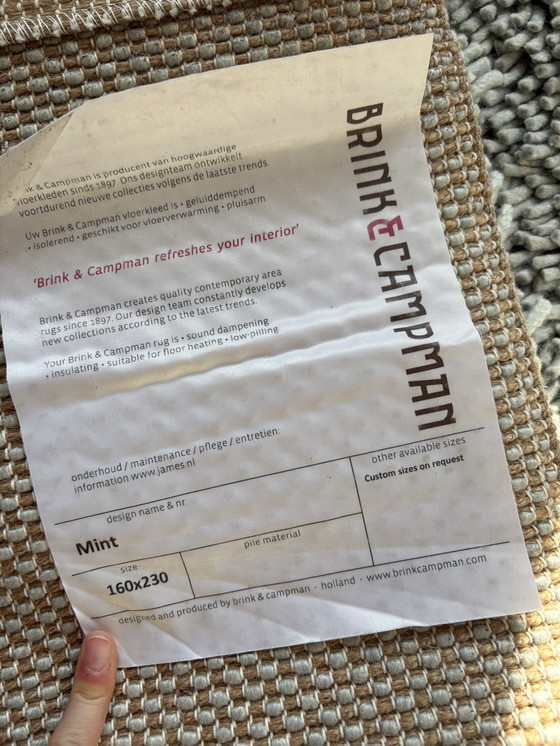 BRINK & CAMPMAN
& Campman is producent van hoogwaardige
vloerkleden sinds 1897. Ons designteam ontwikkelt
voortdurend nieuwe collecties volgens de laatste trends.
Uw Brink & Campman vloerkleed is • geluiddempend
• isolerend • geschikt voor vloerverwarming • pluisarm
'Brink & Campman refreshes your interior'
Brink & Campman creates quality contemporary area
rugs since 1897. Our design team constantly develops
new collections according to the latest trends.
Your Brink & Campman rug is • sound dampening
• insulating • suitable for floor heating • low-pilling
onderhoud / maintenance / pflege / entretien:
information www.james.nl
design name & nr.
Mint
other available sizes
Custom sizes on request
size
160x230
pile material
designed and produced by brink & campman - holland - www.brinkcampman.com